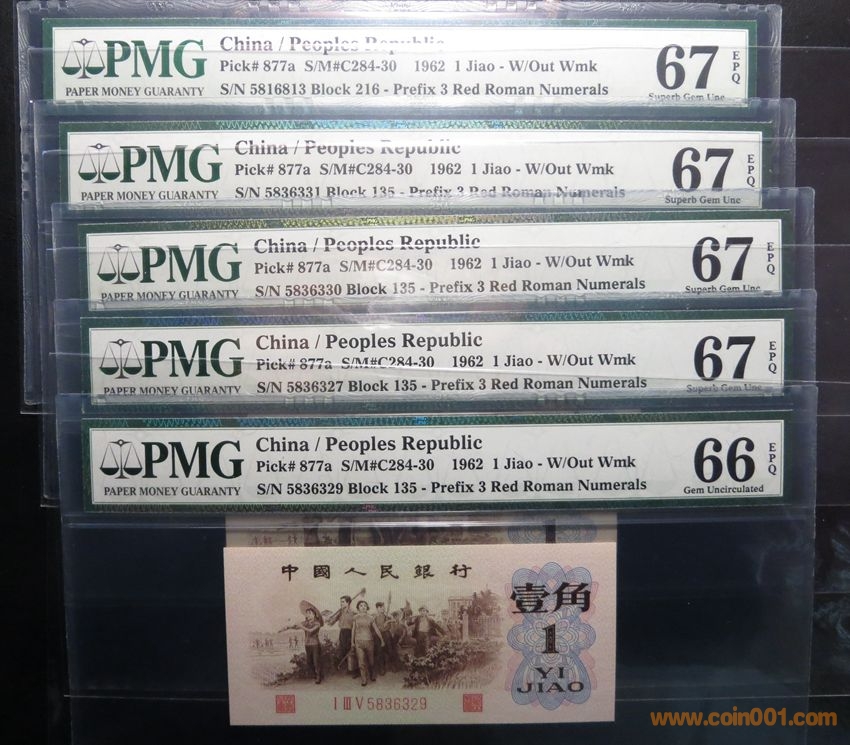 PMG
PAPER MONEY GUARANTY
China / Peoples Republic
Pick# 877a S/M#C284-30 1962 1 Jiao - W/Out Wmk
S/N 5816813 Block 216 - Prefix 3 Red Roman Numerals
67 EPQ
Superb Gem Unc
PMG
PAPER MONEY GUARANTY
China / Peoples Republic
Pick# 877a S/M#C284-30 1962 1 Jiao - W/Out Wmk
S/N 5836331 Block 135 - Prefix 3 Red Roman Numerals
67 EPQ
Superb Gem Unc
PMG
PAPER MONEY GUARANTY
China / Peoples Republic
Pick# 877a S/M#C284-30 1962 1 Jiao - W/Out Wmk
S/N 5836330 Block 135 - Prefix 3 Red Roman Numerals
67 EPQ
Superb Gem Unc
PMG
PAPER MONEY GUARANTY
China / Peoples Republic
Pick# 877a S/M#C284-30 1962 1 Jiao - W/Out Wmk
S/N 5836327 Block 135 - Prefix 3 Red Roman Numerals
67 EPQ
Superb Gem Unc
PMG
PAPER MONEY GUARANTY
China / Peoples Republic
Pick# 877a S/M#C284-30 1962 1 Jiao - W/Out Wmk
S/N 5836329 Block 135 - Prefix 3 Red Roman Numerals
66 EPQ
Gem Uncirculated
1
中國人民銀行
壹角
1
YI
JIAO
I III V 5836329
www.coin001.com